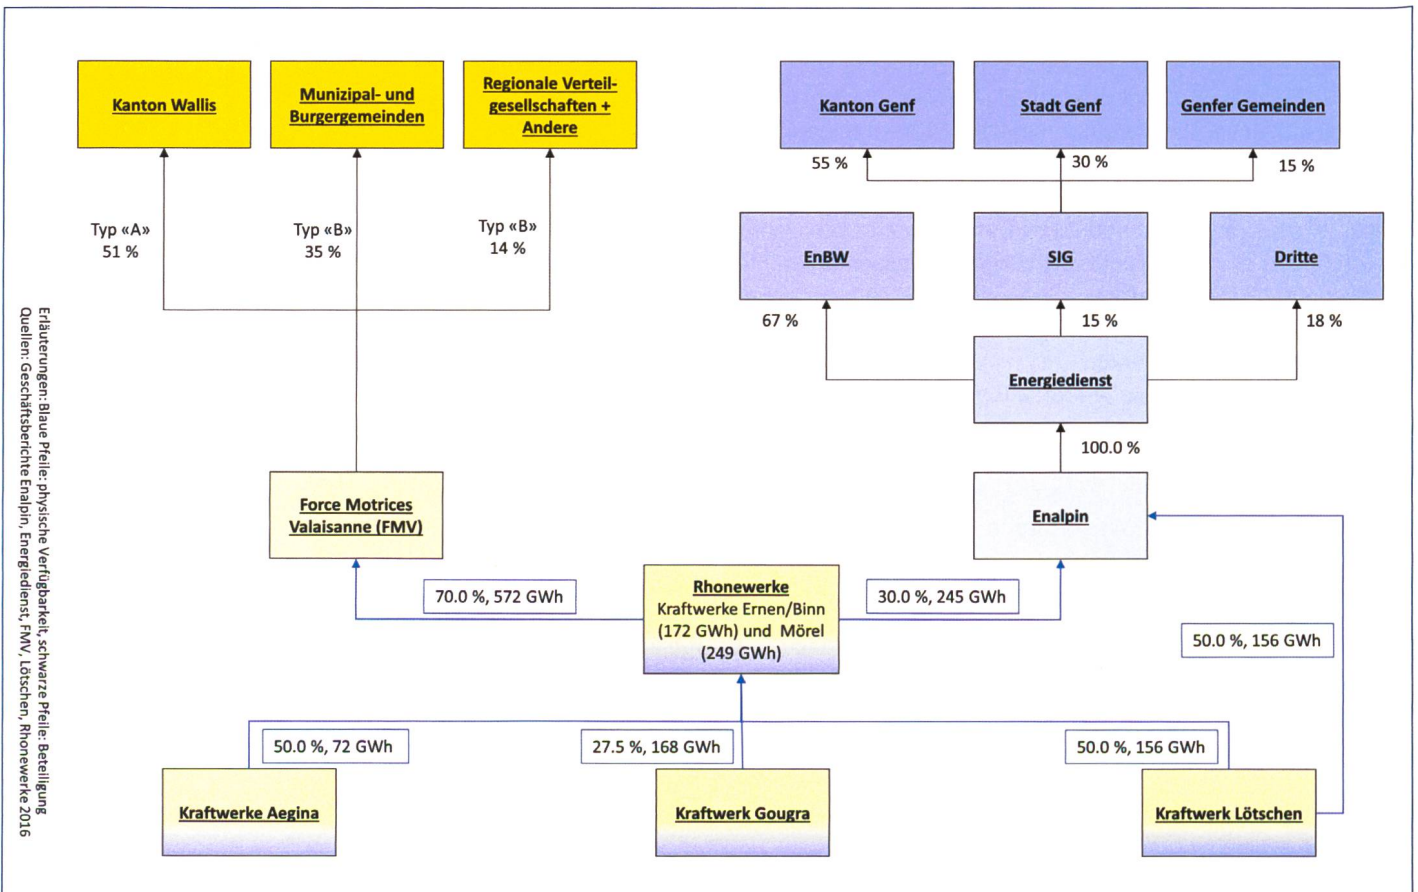 Kanton Wallis
Munizipal- und
Burgergemeinden
Regionale Verteil-
gesellschaften +
Andere
Kanton Genf
Stadt Genf
Genfer Gemeinden
55 %
30 %
15 %
Typ «A»
51 %
Typ «B»
35 %
Typ «B»
14 %
EnBW
SIG
Dritte
67 %
15 %
18 %
Energiedienst
100.0 %
Force Motrices
Valaisanne (FMV)
Enalpin
70.0 %, 572 GWh
Rhonewerke
Kraftwerke Ernen/Binn
(172 GWh) und Mörel
(249 GWh)
30.0 %, 245 GWh
50.0 %, 156 GWh
50.0 %, 72 GWh
27.5 %, 168 GWh
50.0 %, 156 GWh
Kraftwerke Aegina
Kraftwerk Gougra
Kraftwerk Lötschen
Erläuterungen: Blaue Pfeile: physische Verfügbarkeit, schwarze Pfeile: Beteiligung
Quellen: Geschäftsberichte Enalpin, Energiedienst, FMV, Lötschen, Rhonewerke 2016